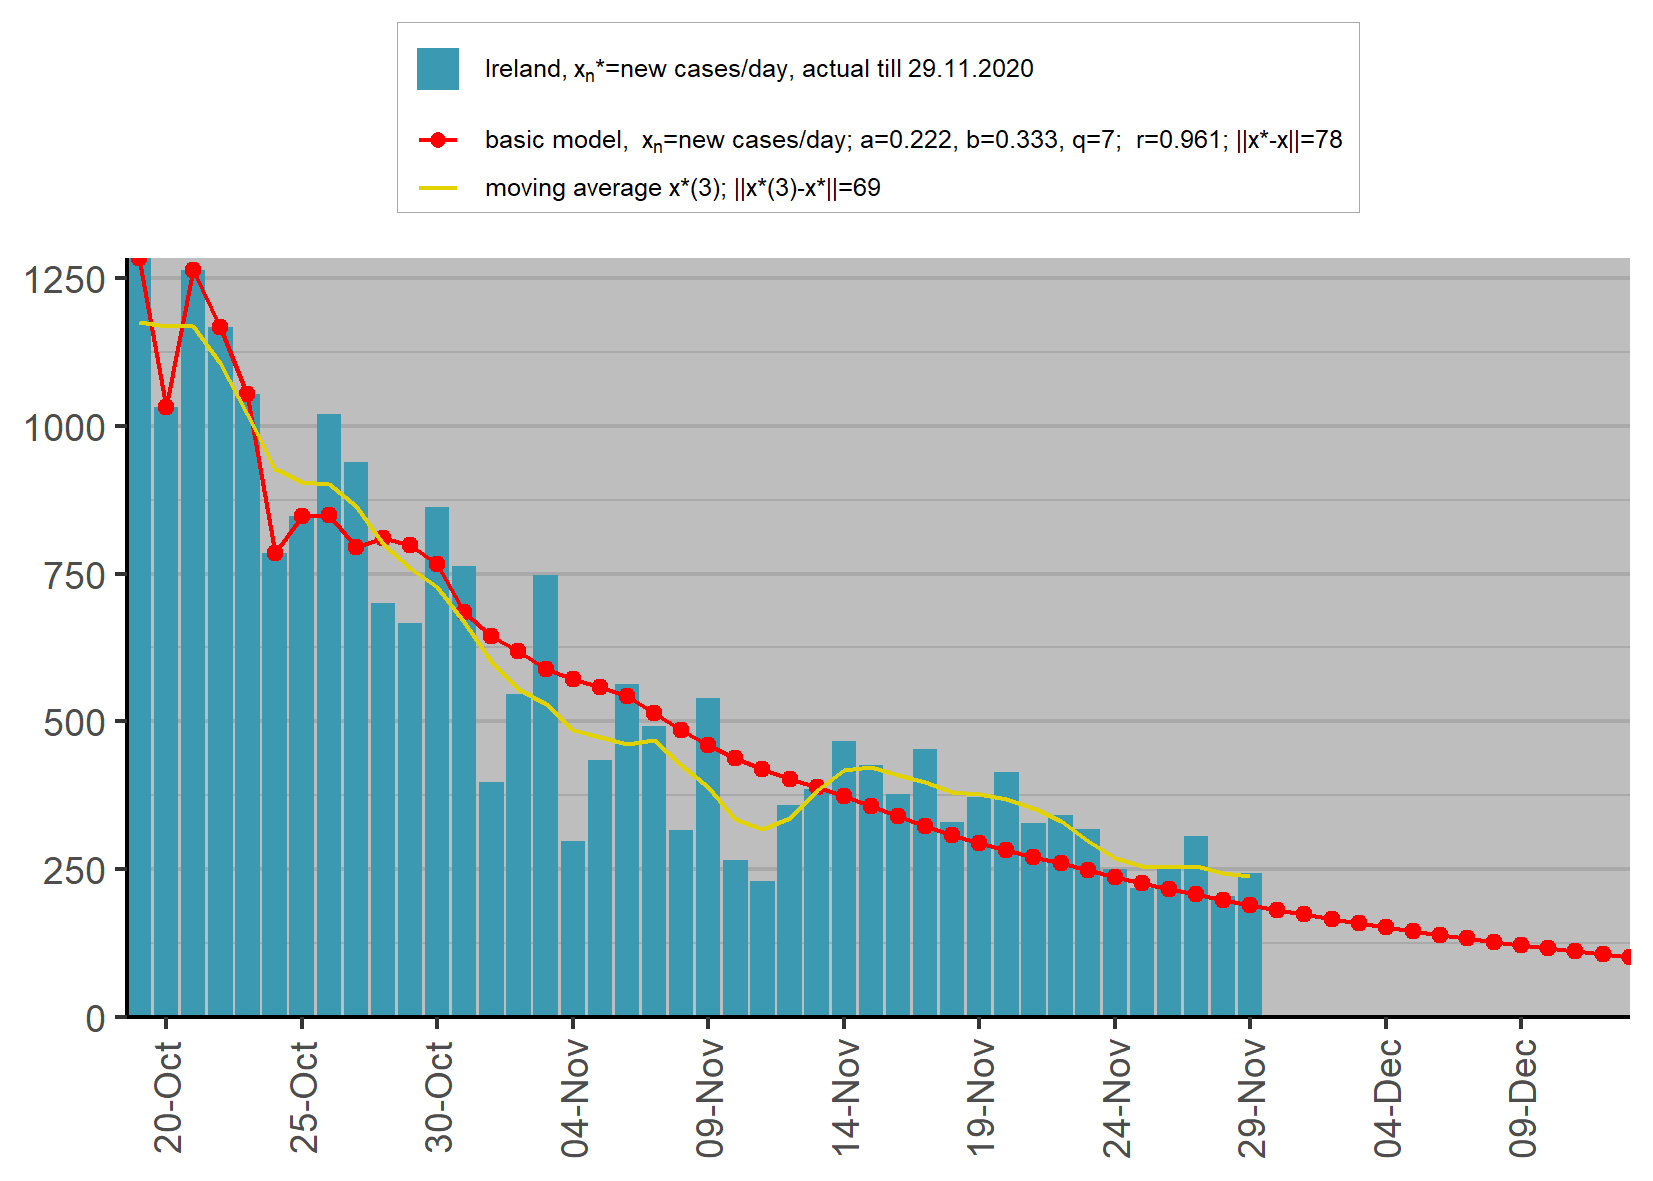 Ireland, xn*=new cases/day, actual till 29.11.2020
basic model,  xn=new cases/day; a=0.222, b=0.333, q=7;  r=0.961; ||x*-x||=78
moving average x*(3); ||x*(3)-x*||=69
1250
1000
750
500
250
0
20-Oct
25-Oct
30-Oct
04-Nov
09-Nov
14-Nov
19-Nov
24-Nov
29-Nov
04-Dec
09-Dec